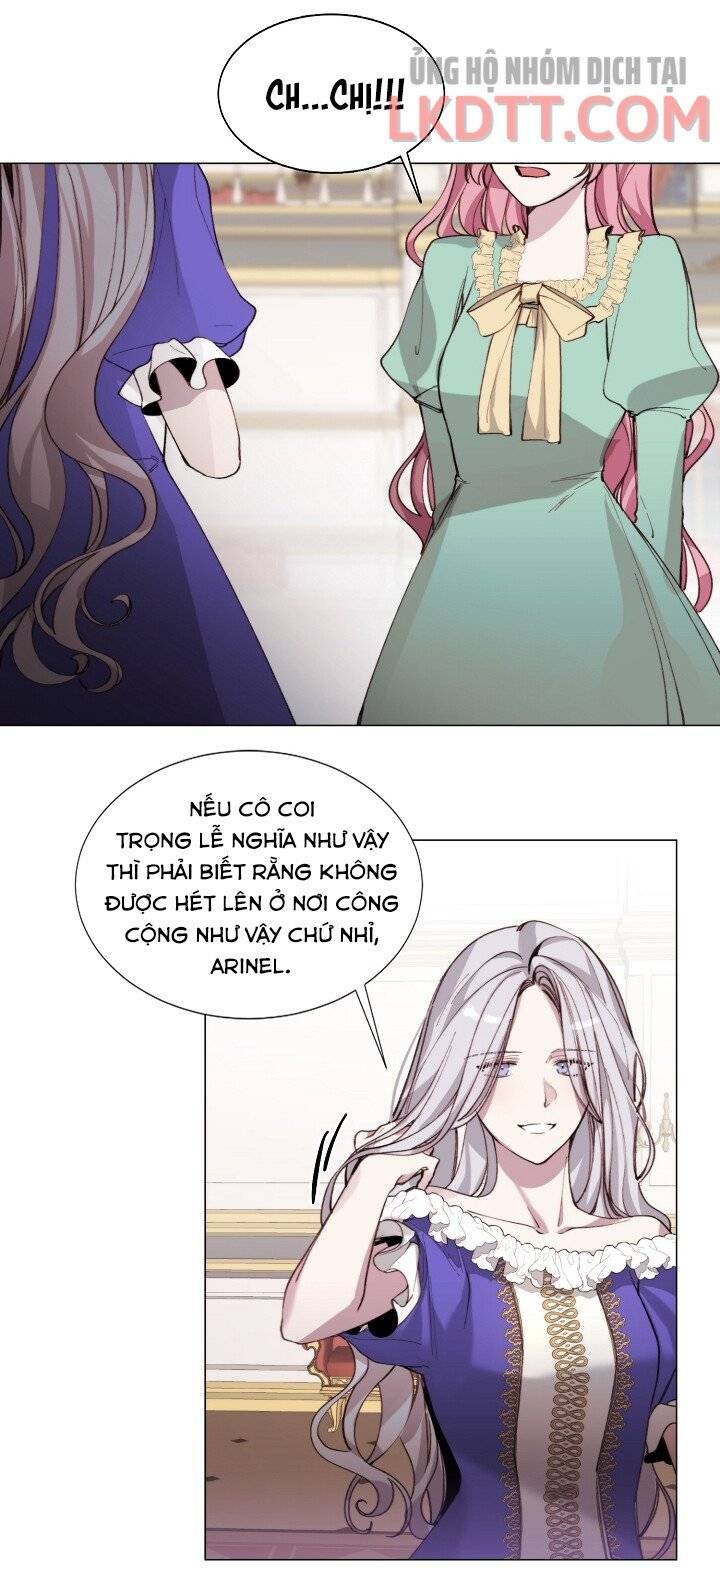 CH...CHỊ!!!
ỦNG HỘ NHÓM DỊCH TẠI
LKDTT.COM
NẾU CÔ COI
TRỌNG LỄ NGHĨA NHƯ VẬY
THÌ PHẢI BIẾT RẰNG KHÔNG
ĐƯỢC HÉT LÊN Ở NƠI CÔNG
CỘNG NHƯ VẬY CHỨ NHỈ,
ARINEL.